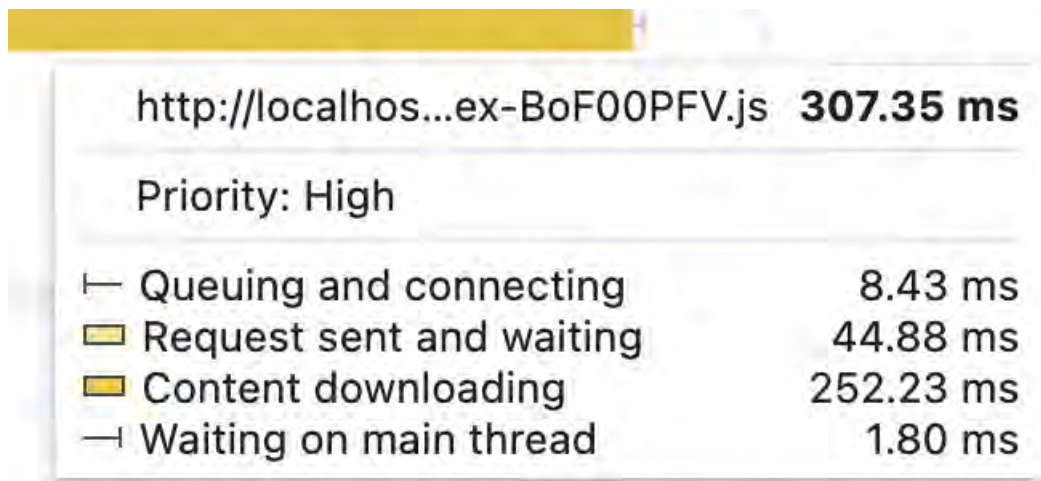 http://localhos...ex-BoF00PFV.js 307.35 ms
Priority: High
Queuing and connecting 8.43 ms
Request sent and waiting 44.88 ms
Content downloading 252.23 ms
Waiting on main thread 1.80 ms